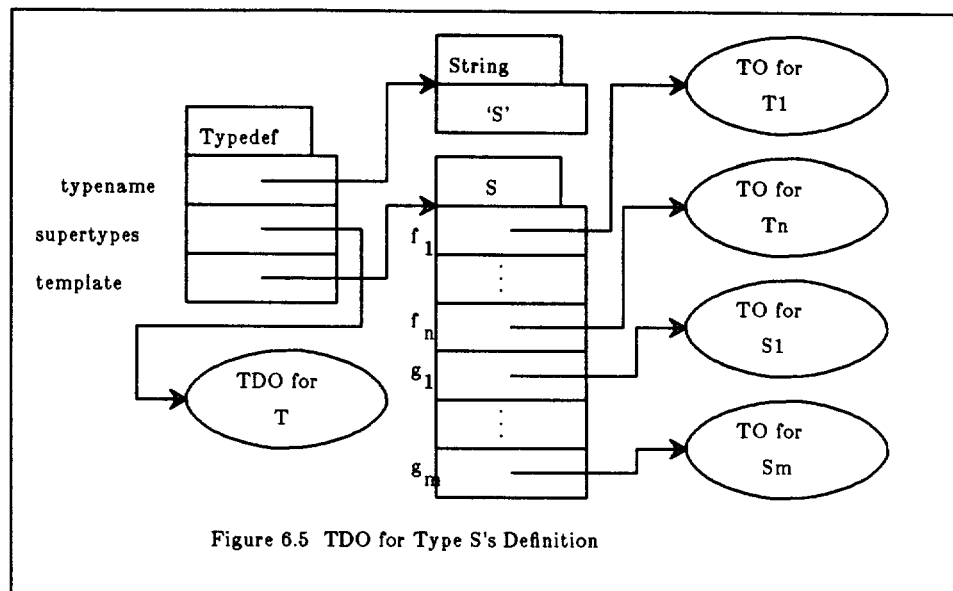 String
‘S’
Typedef
typename
supertypes
template
S
f1
⋮
fn
g1
⋮
gm
TO for
T1
TO for
Tn
TO for
S1
TO for
Sm
TDO for
T
Figure 6.5 TDO for Type S's Definition